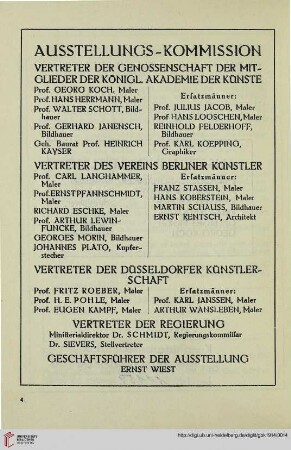 AUSSTELLUNGS-KOMMISSION
VERTRETER DER GENOSSENSCHAFT DER MIT-
GLIEDER DER KÖNIGL. AKADEMIE DER KÜNSTE
Prof. GEORG KOCH, Maler
Prof. HANS HERRMANN, Maler
Prof. WALTER SCHOTT, Bild-
hauer
Prof. GERHARD JANENSCH,
Bildhauer
Geh. Baurat Prof. HEINRICH
KAYSER
Ersatzmänner:
Prof. JULIUS JACOB, Maler
Prof. HANS LOOSCHEN, Maler
REINHOLD FELDERHOFF,
Bildhauer
Prof. KARL KOEPPING,
Graphiker
VERTRETER DES VEREINS BERLINER KÜNSTLER
Prof. CARL LANGHAMMER,
Maler
Prof. ERNST PFANNSCHMIDT,
Maler
RICHARD ESCHKE, Maler
Prof. ARTHUR LEWIN-
FUNCKE, Bildhauer
GEORGES MORIN, Bildhauer
JOHANNES PLATO, Kupfer-
stecher
Ersatzmänner:
FRANZ STASSEN, Maler
HANS KOBERSTEIN, Maler
MARTIN SCHAUSS, Bildhauer
ERNST RENTSCH, Architekt
VERTRETER DER DÜSSELDORFER KÜNSTLER-
SCHAFT
Prof. FRITZ ROEBER, Maler
Prof. H. E. POHLE, Maler
Prof. EUGEN KAMPF, Maler
Ersatzmänner:
Prof. KARL JANSSEN, Maler
ARTHUR WANSLEBEN, Maler
VERTRETER DER REGIERUNG
Ministerialdirektor Dr. SCHMIDT, Regierungskommissar
Dr. SIEVERS, Stellvertreter
GESCHÄFTSFÜHRER DER AUSSTELLUNG
ERNST WIEST
4